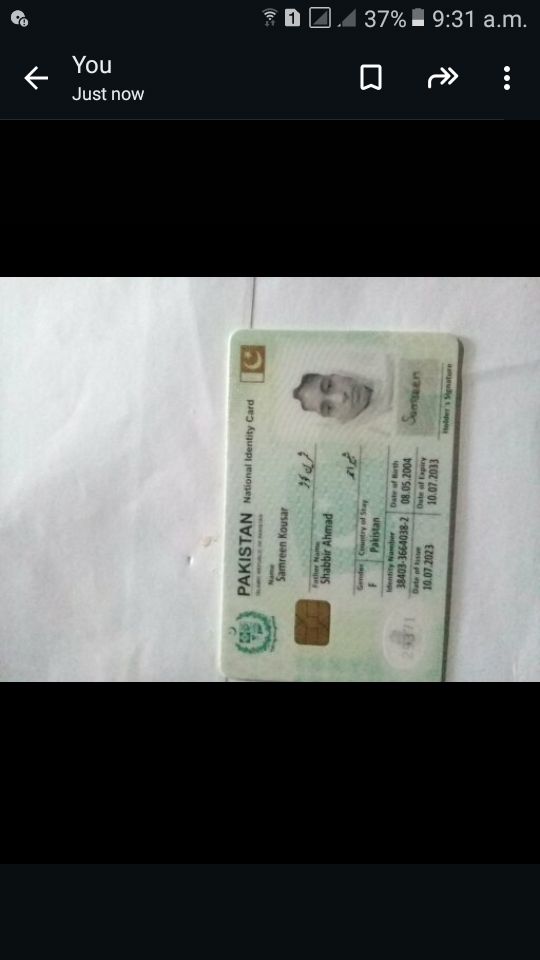 37% 9:31 a.m.
You
Just now
PAKISTAN National Identity Card
ISLAMIC REPUBLIC OF PAKISTAN
Name
Samreen Kousar
Father Name
Shabbir Ahmad
Gender Country of Stay
F Pakistan
Identity Number Date of Birth
38403-3664038-2 08.05.2004
Date of Issue Date of Expiry
10.07.2023 10.07.2033
Samreen
Holder's Signature